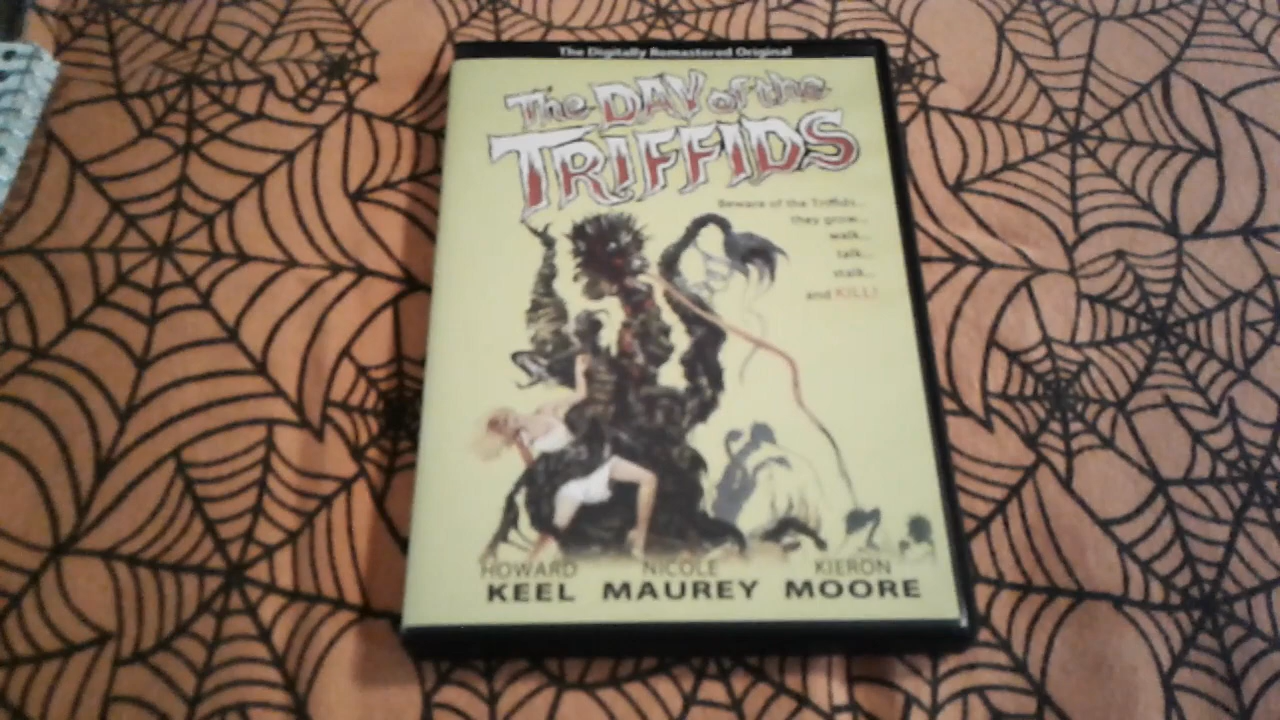 The Digitally Remastered Original
The DAY of the
TRIFFIDS
Beware of the Triffids...
they grow...
walk...
talk...
stalk...
and KILL!
HOWARD NICOLE KIERON
KEEL MAUREY MOORE